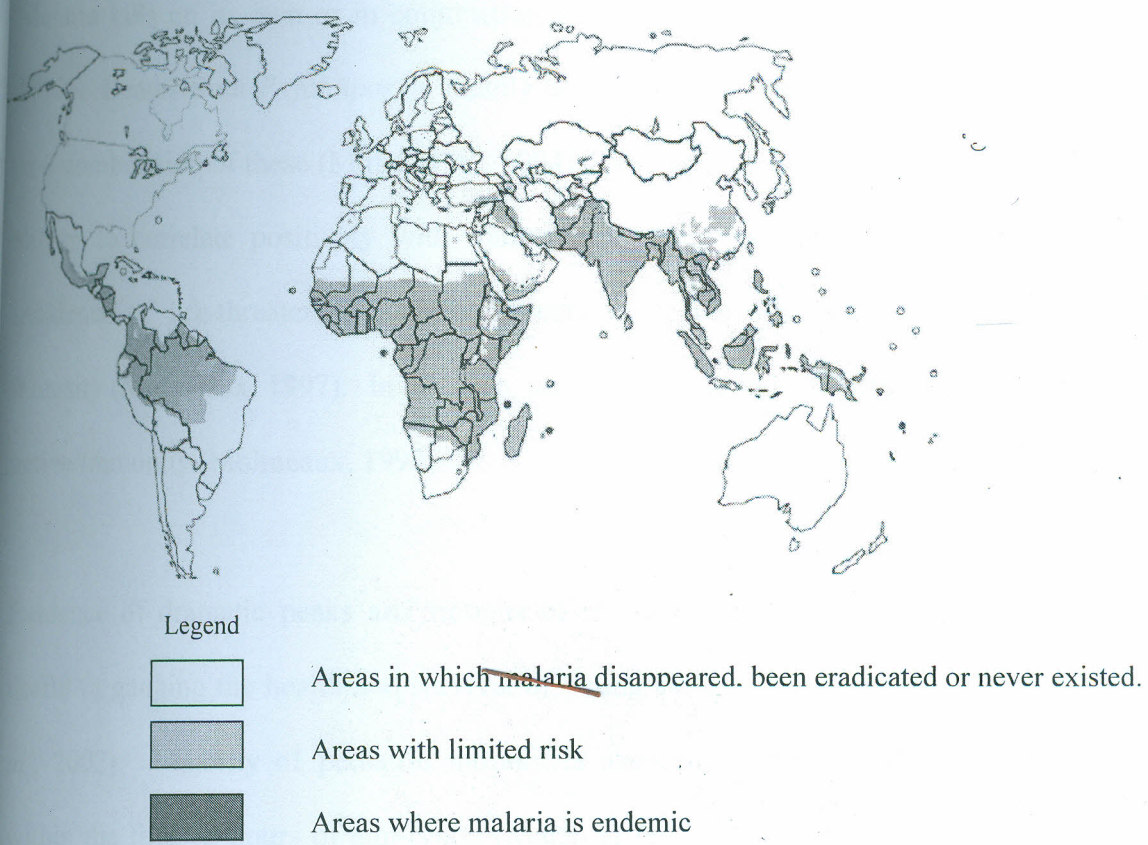 Legend
Areas in which malaria disappeared, been eradicated or never existed.
Areas with limited risk
Areas where malaria is endemic